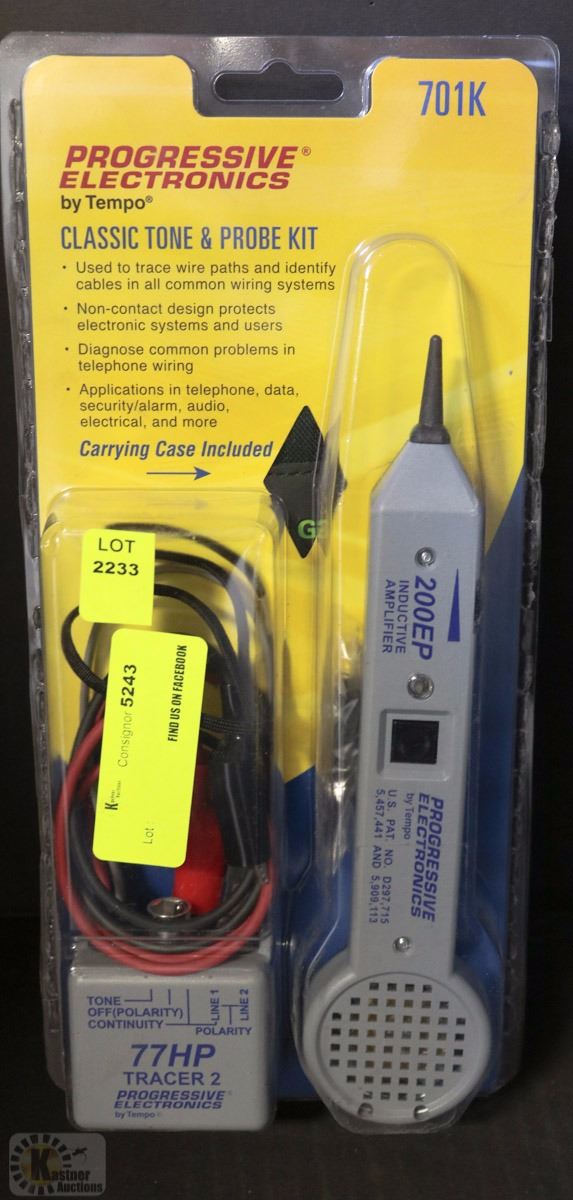 701K
PROGRESSIVE®
ELECTRONICS
by Tempo®
CLASSIC TONE & PROBE KIT
• Used to trace wire paths and identify
cables in all common wiring systems
• Non-contact design protects
electronic systems and users
• Diagnose common problems in
telephone wiring
• Applications in telephone, data,
security/alarm, audio,
electrical, and more
Carrying Case Included
G
LOT
2233
Consignor 5243
FIND US ON FACEBOOK
Lot:
200EP
INDUCTIVE
AMPLIFIER
PROGRESSIVE
ELECTRONICS
by Tempo
U.S. PAT. NO. D297,715
5,457,441 AND 5,909,113
TONE
OFF(POLARITY)
CONTINUITY
LINE 1
LINE 2
POLARITY
77HP
TRACER 2
PROGRESSIVE®
ELECTRONICS
by Tempo®
Kastner
Auctions